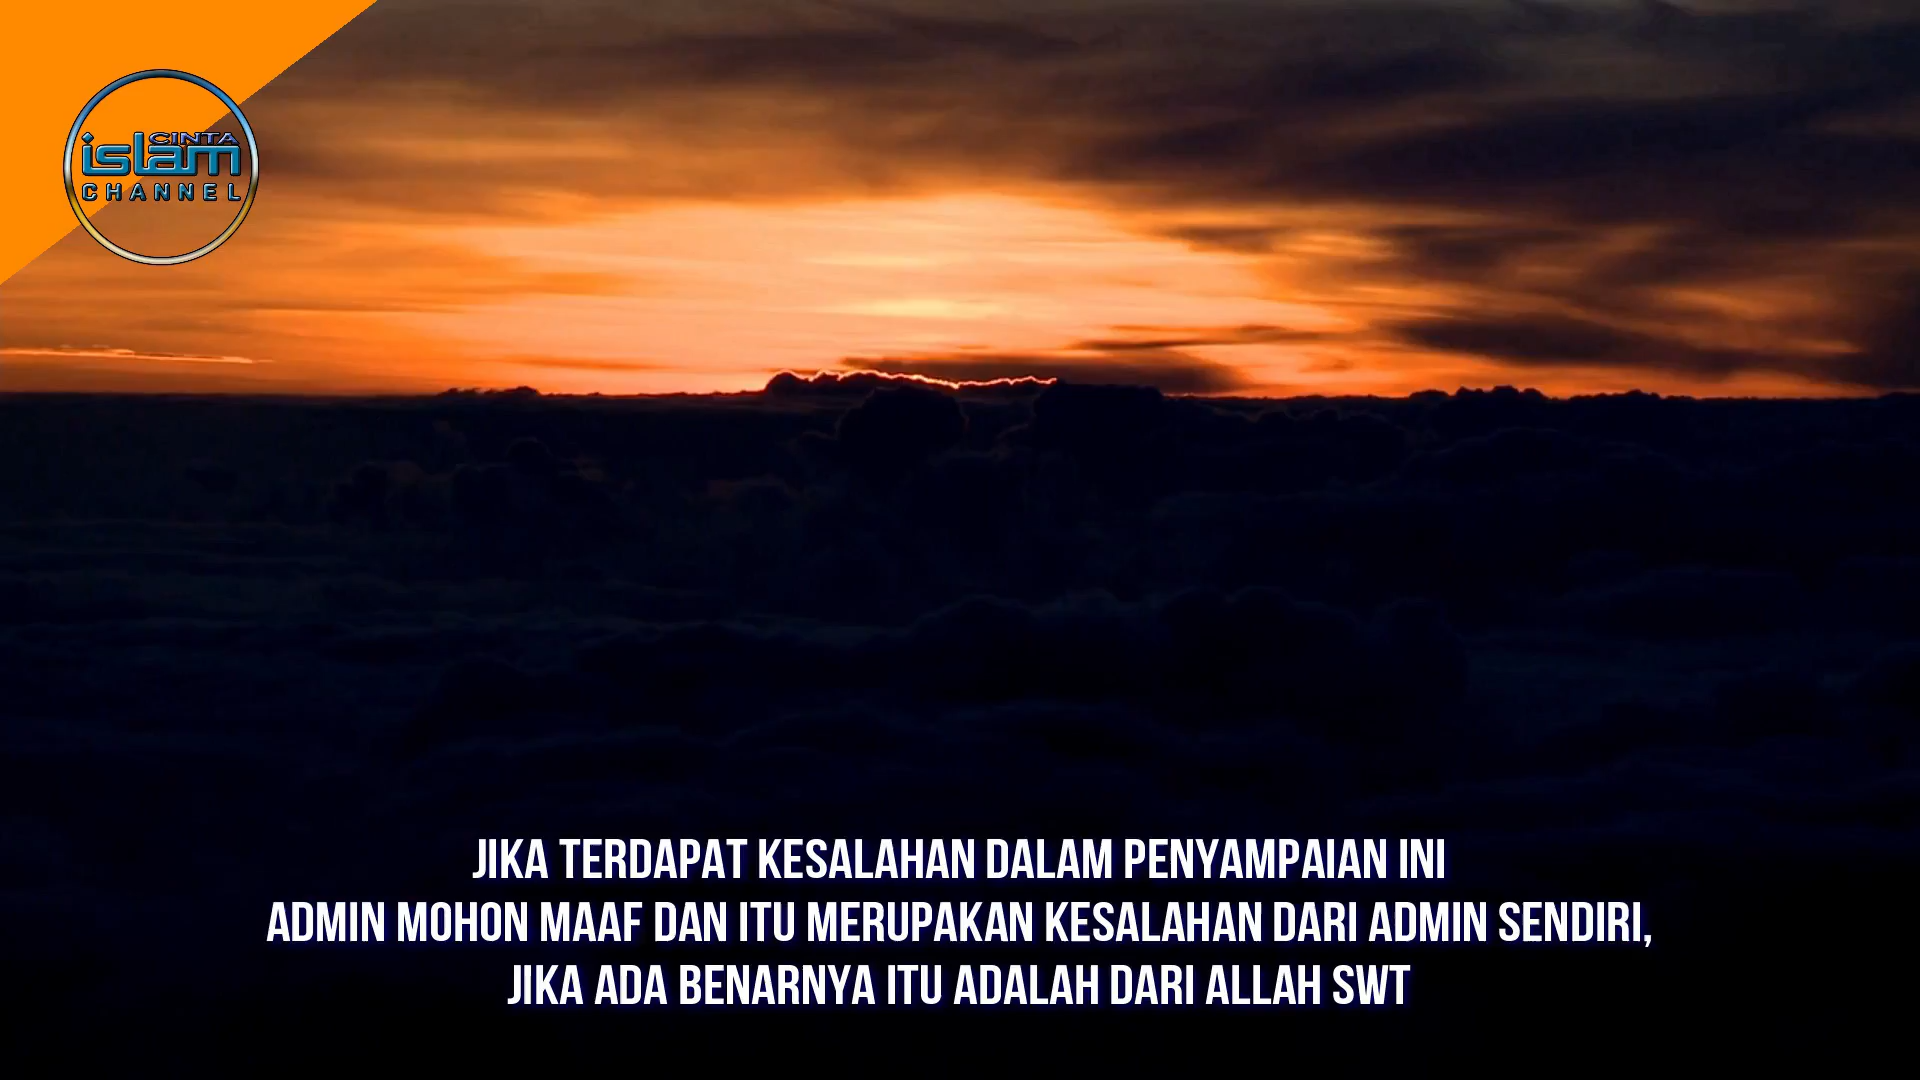 CINTA
islam
CHANNEL
JIKA TERDAPAT KESALAHAN DALAM PENYAMPAIAN INI
ADMIN MOHON MAAF DAN ITU MERUPAKAN KESALAHAN DARI ADMIN SENDIRI,
JIKA ADA BENARNYA ITU ADALAH DARI ALLAH SWT